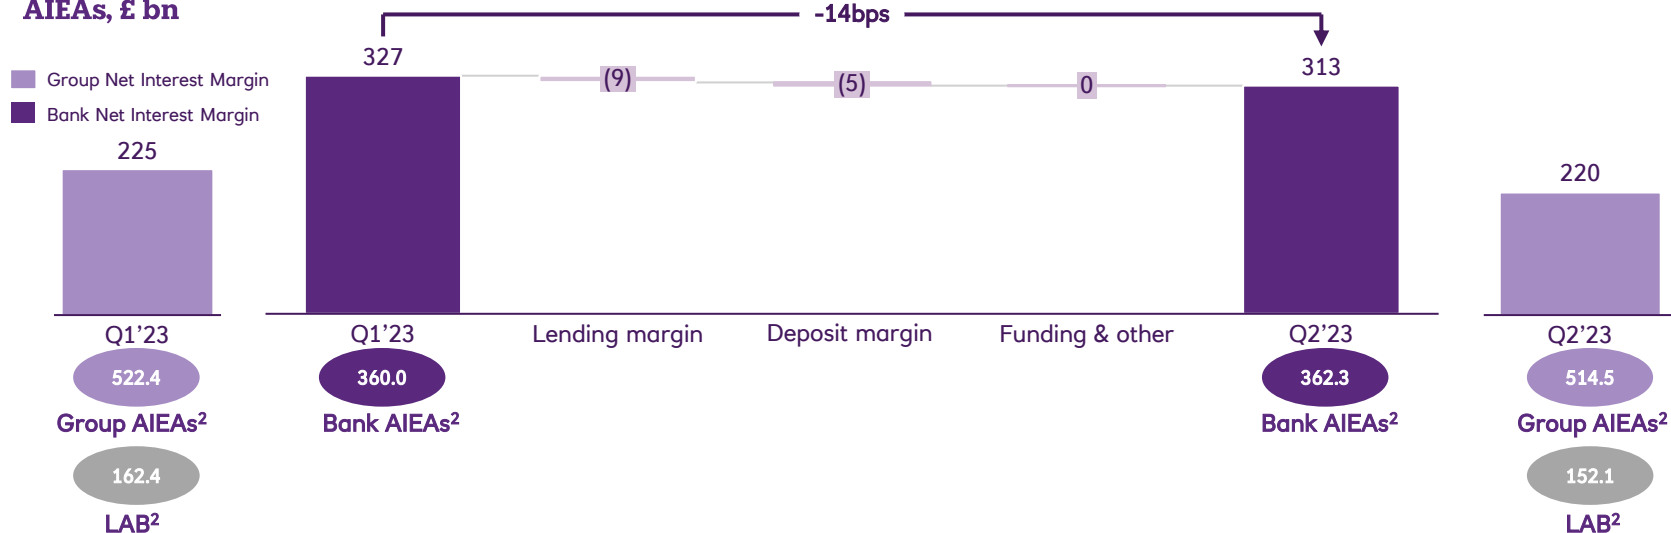 AIEAs, £ bn
-14bps
Group Net Interest Margin
Bank Net Interest Margin
225
327
(9)
(5)
0
313
220
Q1’23
Q1’23
Lending margin
Deposit margin
Funding & other
Q2’23
Q2’23
522.4
360.0
362.3
514.5
Group AIEAs²
Bank AIEAs²
Bank AIEAs²
Group AIEAs²
162.4
152.1
LAB²
LAB²